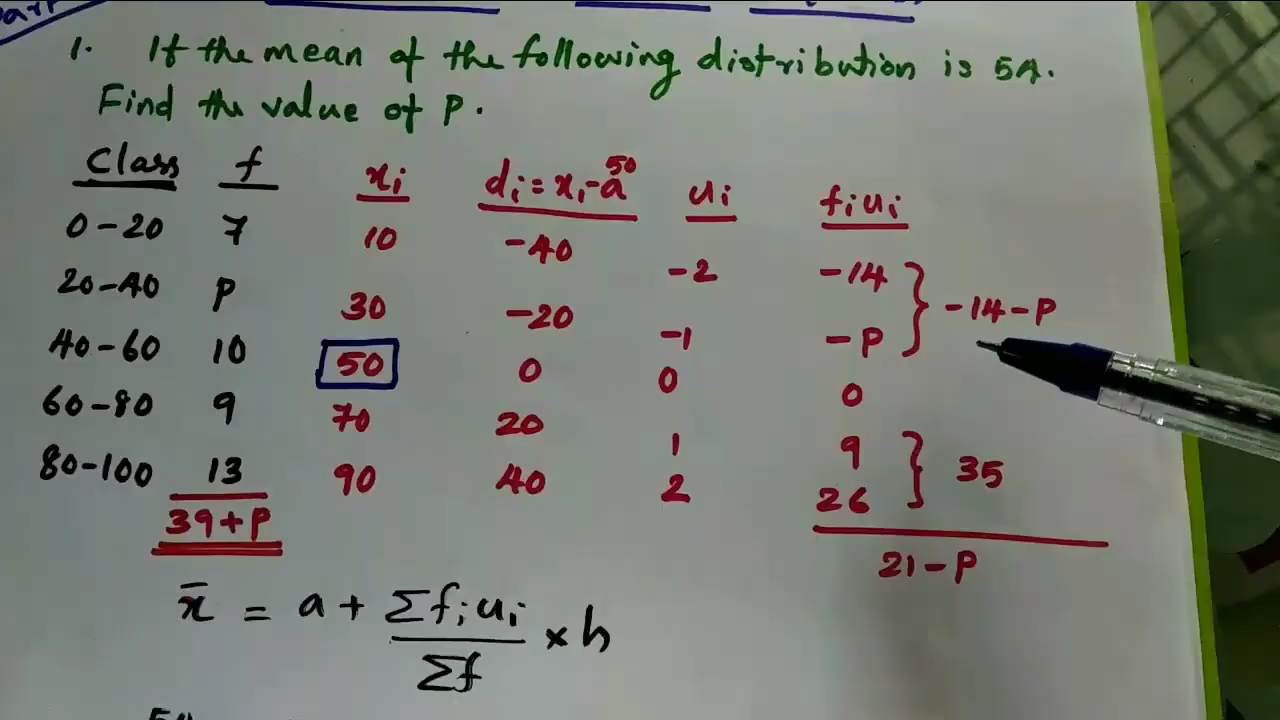 1. If the mean of the following distribution is 54.
Find the value of P.
Class f xi di = xi - a 50 ui fiui
0-20 7 10 -40 -2 -14
20-40 P 30 -20 -1 -P } -14-P
40-60 10 50 0 0 0
60-80 9 70 20 1 9
80-100 13 90 40 2 26 } 35
39+P 21-P
x̄ = a + Σfiui / Σf × h
54